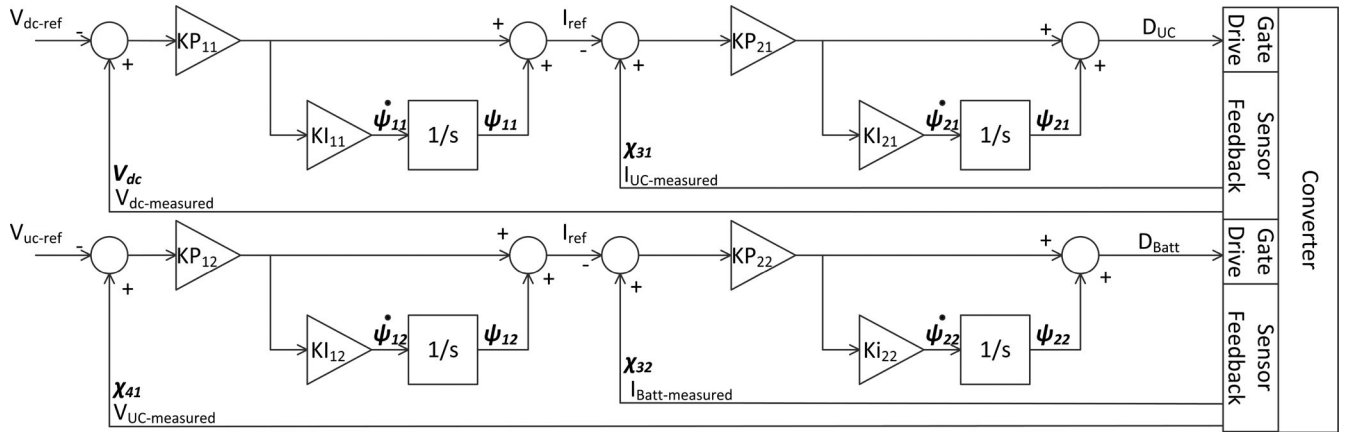 V_dc-ref
-
+
KP_11
KI_11
ψ̇_11
1/s
ψ_11
+
+
I_ref
-
+
KP_21
KI_21
ψ̇_21
1/s
ψ_21
+
+
D_UC
χ_31
I_UC-measured
V_dc
V_dc-measured
Gate
Drive
Sensor
Feedback
V_uc-ref
-
+
KP_12
KI_12
ψ̇_12
1/s
ψ_12
+
+
I_ref
-
+
KP_22
Ki_22
ψ̇_22
1/s
ψ_22
+
+
D_Batt
χ_32
I_Batt-measured
χ_41
V_UC-measured
Gate
Drive
Sensor
Feedback
Converter